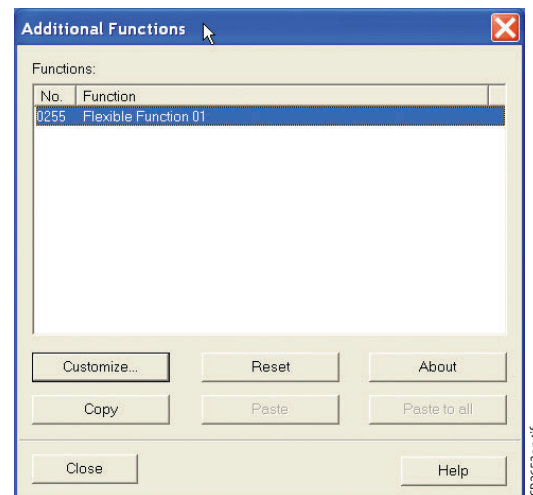 Additional Functions
Functions:
No. Function
0255 Flexible Function 01
Customize... Reset About
Copy Paste Paste to all
Close Help